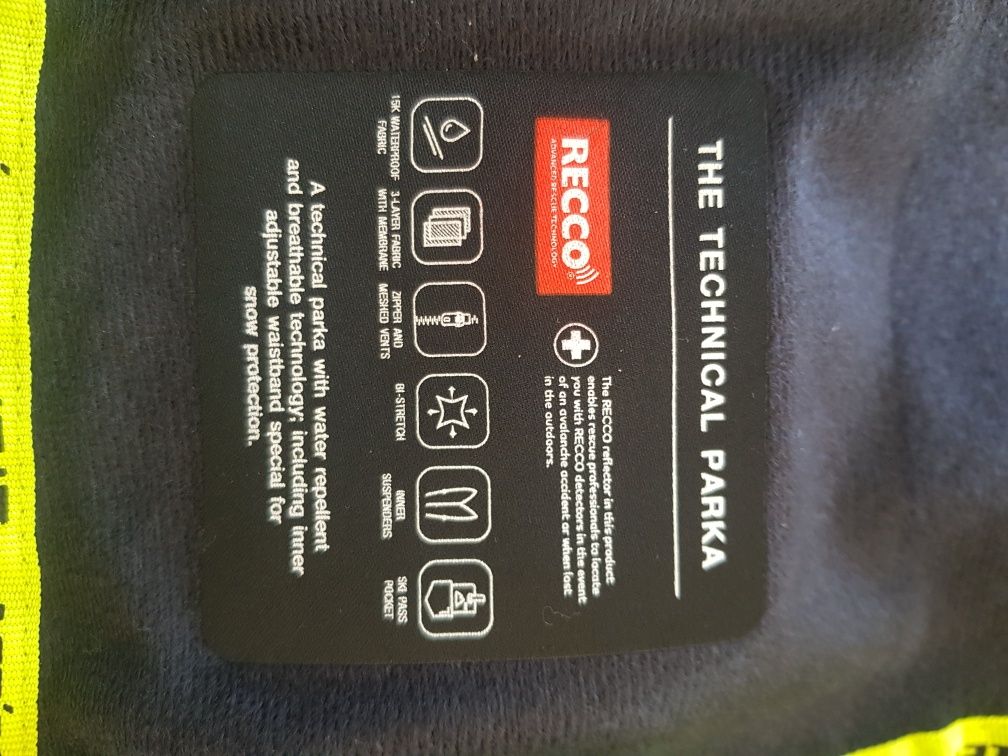 THE TECHNICAL PARKA
RECCO®
ADVANCED RESCUE TECHNOLOGY
The RECCO reflector in this product
enables rescue professionals to locate
you with RECCO detectors in the event
of an avalanche accident or when lost
in the outdoors.
15K WATERPROOF
FABRIC
3-LAYER FABRIC
WITH MEMBRANE
ZIPPER AND
MESHED VENTS
BI-STRETCH
INNER
SUSPENDERS
SKI PASS
POCKET
A technical parka with water repellent
and breathable technology; including inner
adjustable waistband special for
snow protection.